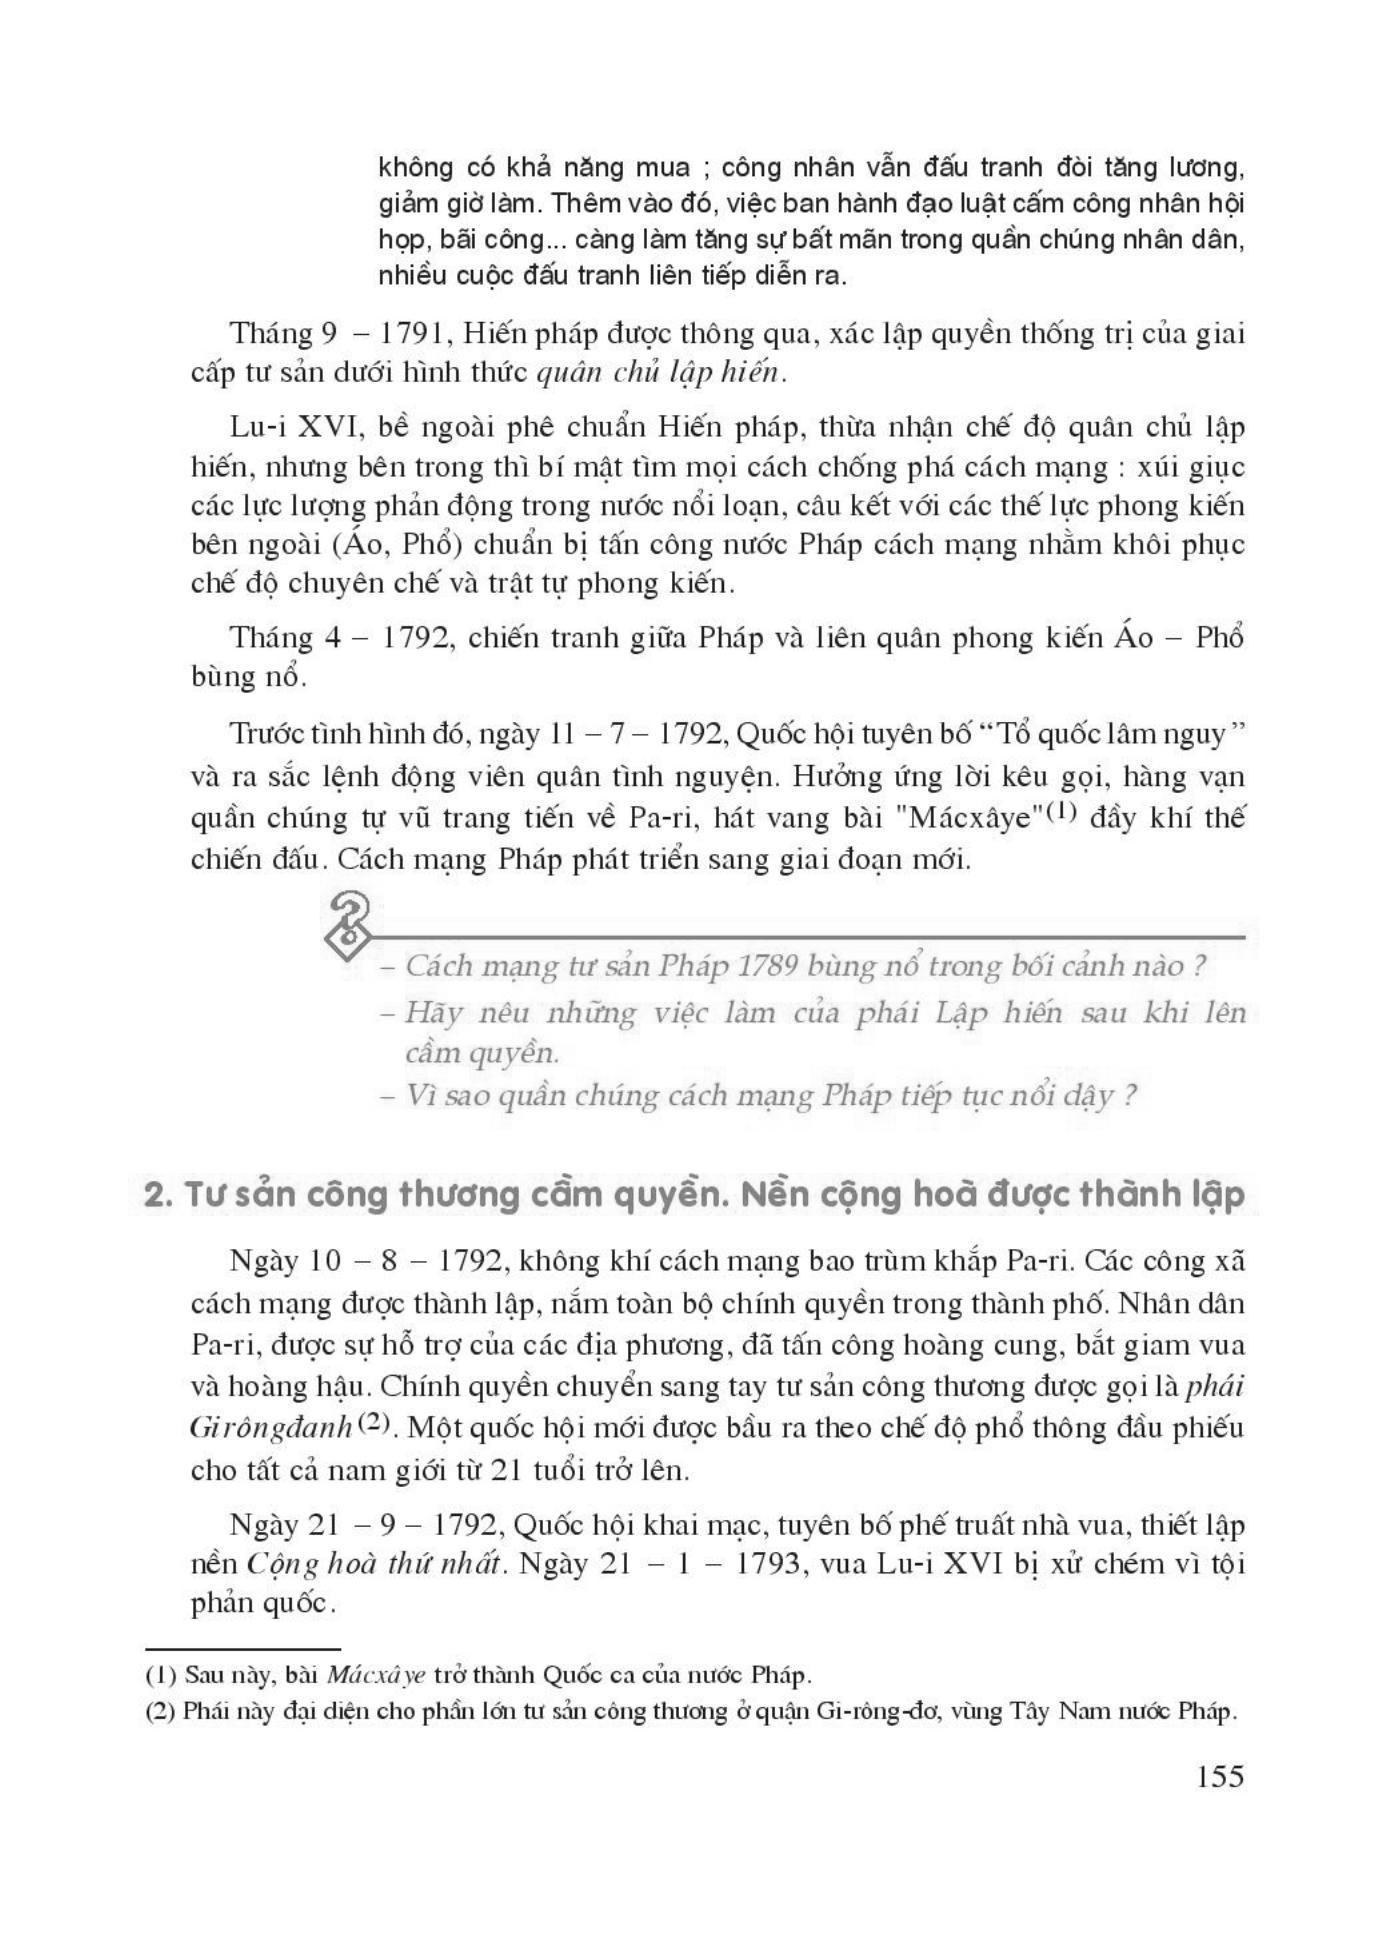 không có khả năng mua ; công nhân vẫn đấu tranh đòi tăng lương,
giảm giờ làm. Thêm vào đó, việc ban hành đạo luật cấm công nhân hội
họp, bãi công... càng làm tăng sự bất mãn trong quần chúng nhân dân,
nhiều cuộc đấu tranh liên tiếp diễn ra.
Tháng 9 – 1791, Hiến pháp được thông qua, xác lập quyền thống trị của giai
cấp tư sản dưới hình thức quân chủ lập hiến.
Lu-i XVI, bề ngoài phê chuẩn Hiến pháp, thừa nhận chế độ quân chủ lập
hiến, nhưng bên trong thì bí mật tìm mọi cách chống phá cách mạng : xúi giục
các lực lượng phản động trong nước nổi loạn, câu kết với các thế lực phong kiến
bên ngoài (Áo, Phổ) chuẩn bị tấn công nước Pháp cách mạng nhằm khôi phục
chế độ chuyên chế và trật tự phong kiến.
Tháng 4 – 1792, chiến tranh giữa Pháp và liên quân phong kiến Áo – Phổ
bùng nổ.
Trước tình hình đó, ngày 11 – 7 – 1792, Quốc hội tuyên bố “Tổ quốc lâm nguy”
và ra sắc lệnh động viên quân tình nguyện. Hưởng ứng lời kêu gọi, hàng vạn
quần chúng tự vũ trang tiến về Pa-ri, hát vang bài "Mácxâye"(1) đầy khí thế
chiến đấu. Cách mạng Pháp phát triển sang giai đoạn mới.
?
– Cách mạng tư sản Pháp 1789 bùng nổ trong bối cảnh nào ?
– Hãy nêu những việc làm của phái Lập hiến sau khi lên
cầm quyền.
– Vì sao quần chúng cách mạng Pháp tiếp tục nổi dậy ?
2. Tư sản công thương cầm quyền. Nền cộng hoà được thành lập
Ngày 10 – 8 – 1792, không khí cách mạng bao trùm khắp Pa-ri. Các công xã
cách mạng được thành lập, nắm toàn bộ chính quyền trong thành phố. Nhân dân
Pa-ri, được sự hỗ trợ của các địa phương, đã tấn công hoàng cung, bắt giam vua
và hoàng hậu. Chính quyền chuyển sang tay tư sản công thương được gọi là phái
Girôngđanh(2). Một quốc hội mới được bầu ra theo chế độ phổ thông đầu phiếu
cho tất cả nam giới từ 21 tuổi trở lên.
Ngày 21 – 9 – 1792, Quốc hội khai mạc, tuyên bố phế truất nhà vua, thiết lập
nền Cộng hoà thứ nhất. Ngày 21 – 1 – 1793, vua Lu-i XVI bị xử chém vì tội
phản quốc.
(1) Sau này, bài Mácxâye trở thành Quốc ca của nước Pháp.
(2) Phái này đại diện cho phần lớn tư sản công thương ở quận Gi-rông-đơ, vùng Tây Nam nước Pháp.
155